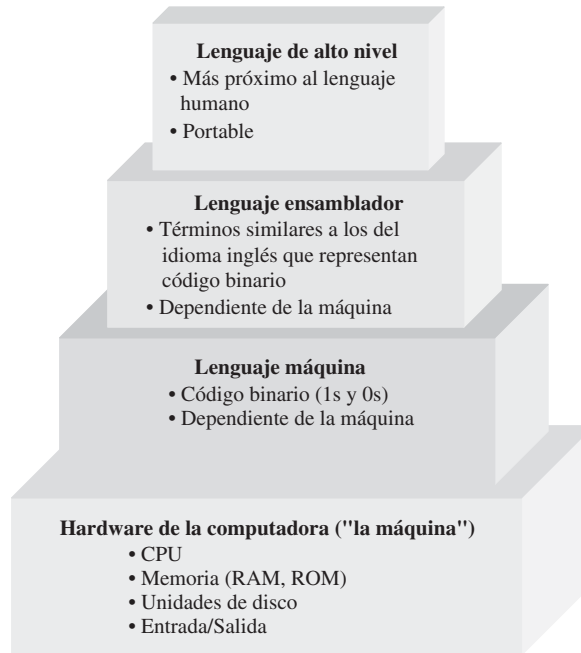 Lenguaje de alto nivel
• Más próximo al lenguaje
humano
• Portable
Lenguaje ensamblador
• Términos similares a los del
idioma inglés que representan
código binario
• Dependiente de la máquina
Lenguaje máquina
• Código binario (1s y 0s)
• Dependiente de la máquina
Hardware de la computadora ("la máquina")
• CPU
• Memoria (RAM, ROM)
• Unidades de disco
• Entrada/Salida